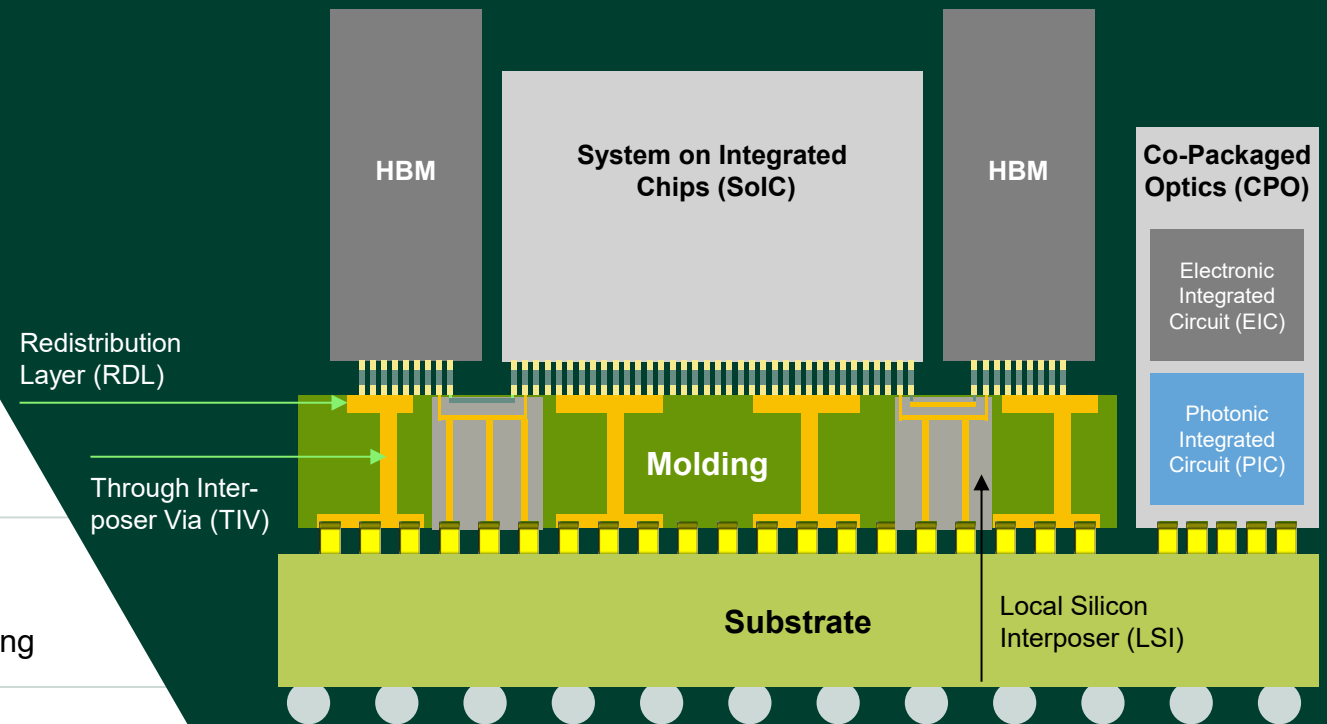 HBM
System on Integrated
Chips (SoIC)
HBM
Co-Packaged
Optics (CPO)
Electronic
Integrated
Circuit (EIC)
Photonic
Integrated
Circuit (PIC)
Redistribution
Layer (RDL)
Through Inter-
poser Via (TIV)
Molding
Substrate
Local Silicon
Interposer (LSI)
ng